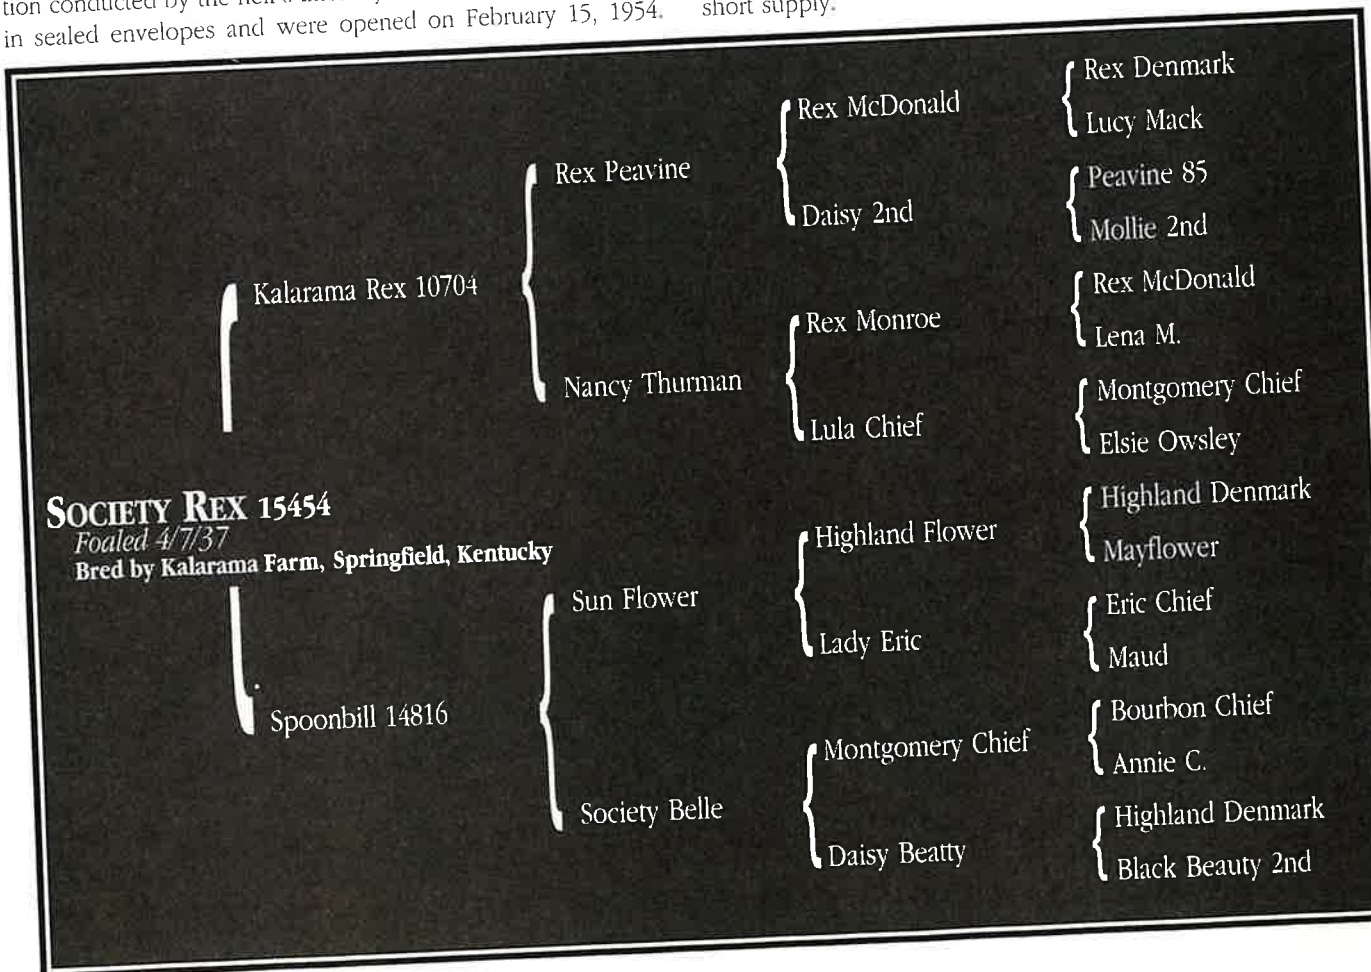 in sealed envelopes and were opened on February 15, 1954.
short supply.
Rex Denmark
Rex McDonald
Lucy Mack
Rex Peavine
Peavine 85
Daisy 2nd
Mollie 2nd
Kalarama Rex 10704
Rex McDonald
Rex Monroe
Lena M.
Nancy Thurman
Montgomery Chief
Lula Chief
Elsie Owsley
SOCIETY REX 15454
Foaled 4/7/37
Bred by Kalarama Farm, Springfield, Kentucky
Highland Denmark
Highland Flower
Mayflower
Sun Flower
Eric Chief
Lady Eric
Maud
Spoonbill 14816
Bourbon Chief
Montgomery Chief
Annie C.
Society Belle
Highland Denmark
Daisy Beatty
Black Beauty 2nd